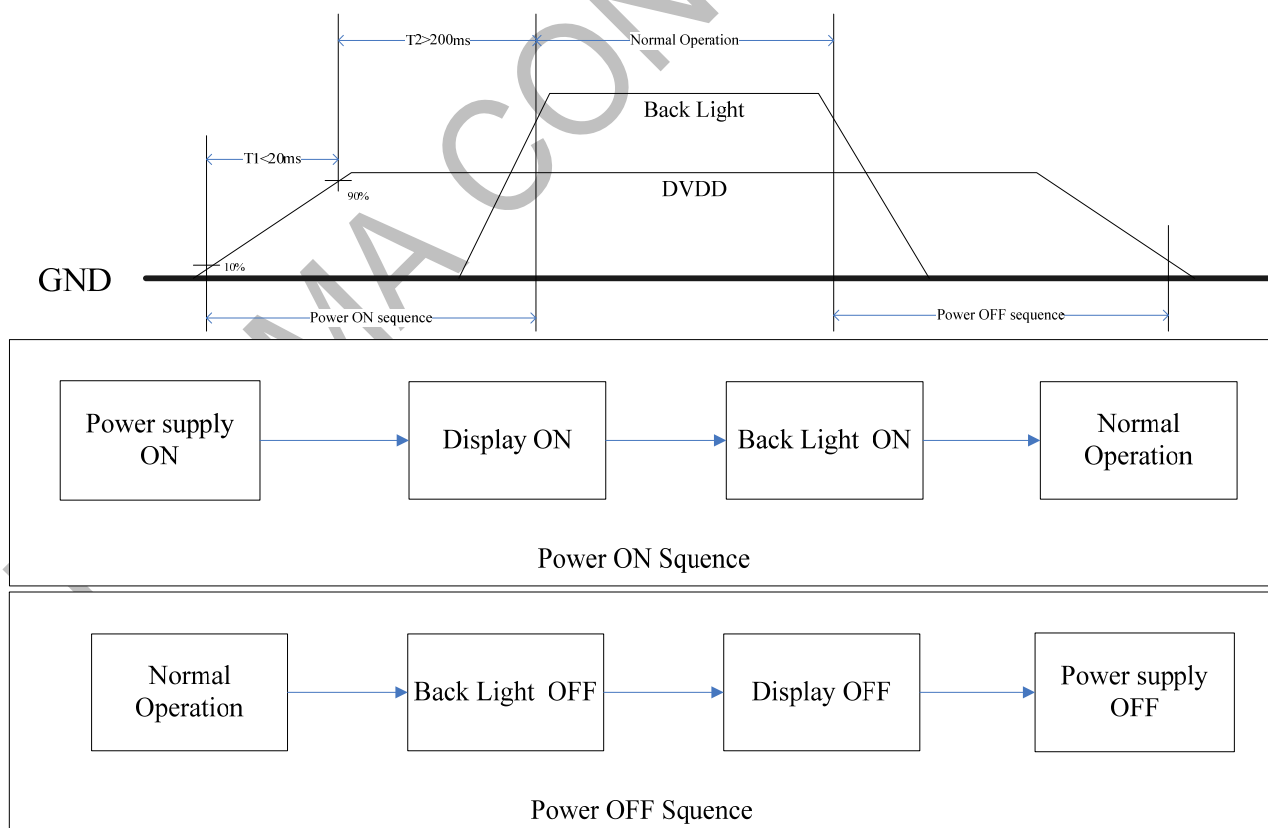 T2>200ms
Normal Operation
Back Light
T1<20ms
DVDD
90%
10%
GND
Power ON sequence
Power OFF sequence
Power supply
ON
Display ON
Back Light ON
Normal
Operation
Power ON Squence
Normal
Operation
Back Light OFF
Display OFF
Power supply
OFF
Power OFF Squence
MA CON